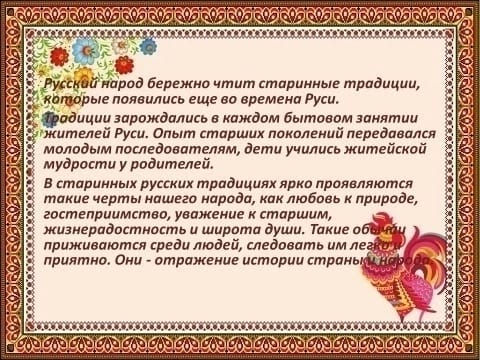 Русский народ бережно чтит старинные традиции,
которые появились еще во времена Руси.
Традиции зарождались в каждом бытовом занятии
жителей Руси. Опыт старших поколений передавался
молодым последователям, дети учились житейской
мудрости у родителей.
В старинных русских традициях ярко проявляются
такие черты нашего народа, как любовь к природе,
гостеприимство, уважение к старшим,
жизнерадостность и широта души. Такие обычаи
приживаются среди людей, следовать им легко и
приятно. Они - отражение истории страны и народа